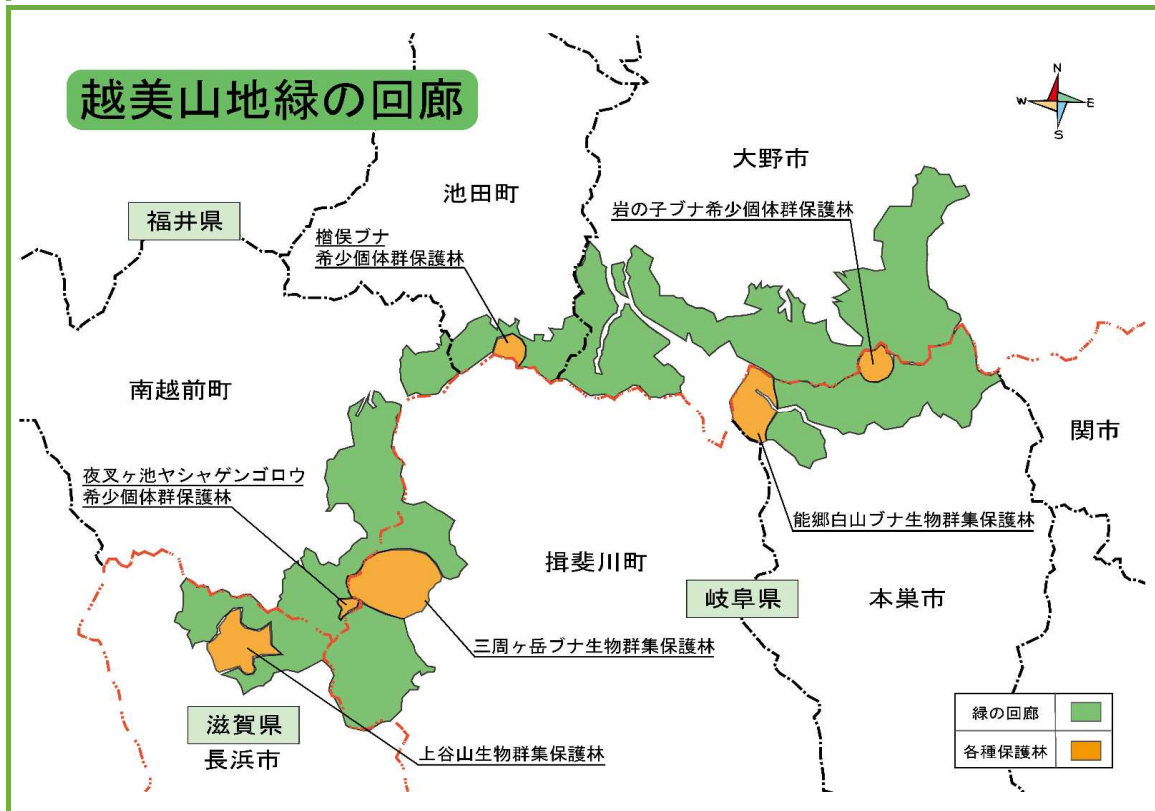 越美山地緑の回廊
N
W
E
S
大野市
池田町
福井県
岩の子ブナ希少個体群保護林
楢俣ブナ
希少個体群保護林
南越前町
関市
夜叉ヶ池ヤシャゲンゴロウ
希少個体群保護林
能郷白山ブナ生物群集保護林
揖斐川町
岐阜県
本巣市
三周ヶ岳ブナ生物群集保護林
滋賀県
長浜市
上谷山生物群集保護林
緑の回廊
各種保護林